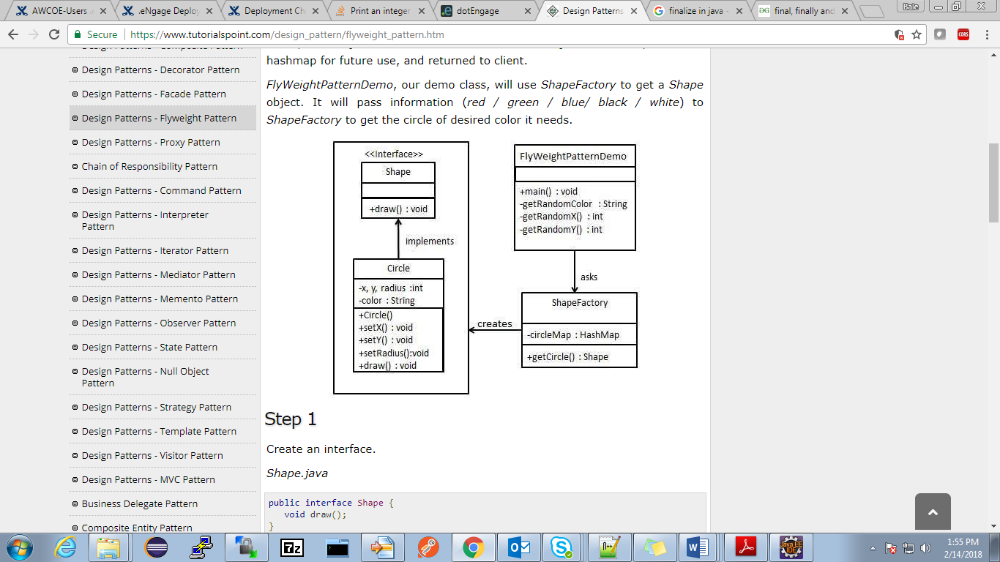 AWCOE-Users
.eNgage Deploy
Deployment Ch
Print an integer
dotEngage
Design Patterns
finalize in java -
final, finally and
Bale
Secure
https://www.tutorialspoint.com/design_pattern/flyweight_pattern.htm
CORS
Design Patterns - Composite Pattern
Design Patterns - Decorator Pattern
Design Patterns - Facade Pattern
Design Patterns - Flyweight Pattern
Design Patterns - Proxy Pattern
Chain of Responsibility Pattern
Design Patterns - Command Pattern
Design Patterns - Interpreter
Pattern
Design Patterns - Iterator Pattern
Design Patterns - Mediator Pattern
Design Patterns - Memento Pattern
Design Patterns - Observer Pattern
Design Patterns - State Pattern
Design Patterns - Null Object
Pattern
Design Patterns - Strategy Pattern
Design Patterns - Template Pattern
Design Patterns - Visitor Pattern
Design Patterns - MVC Pattern
Business Delegate Pattern
Composite Entity Pattern
hashmap for future use, and returned to client.
FlyWeightPatternDemo, our demo class, will use ShapeFactory to get a Shape
object. It will pass information (red / green / blue/ black / white) to
ShapeFactory to get the circle of desired color it needs.
<<Interface>>
Shape
+draw() : void
implements
Circle
-x, y, radius :int
-color : String
+Circle()
+setX() : void
+setY() : void
+setRadius():void
+draw() : void
FlyWeightPatternDemo
+main() : void
-getRandomColor : String
-getRandomX() : int
-getRandomY() : int
asks
ShapeFactory
-circleMap : HashMap
+getCircle() : Shape
creates
Step 1
Create an interface.
Shape.java
public interface Shape {
void draw();
}
7z
Java EE
IDE
1:55 PM
2/14/2018